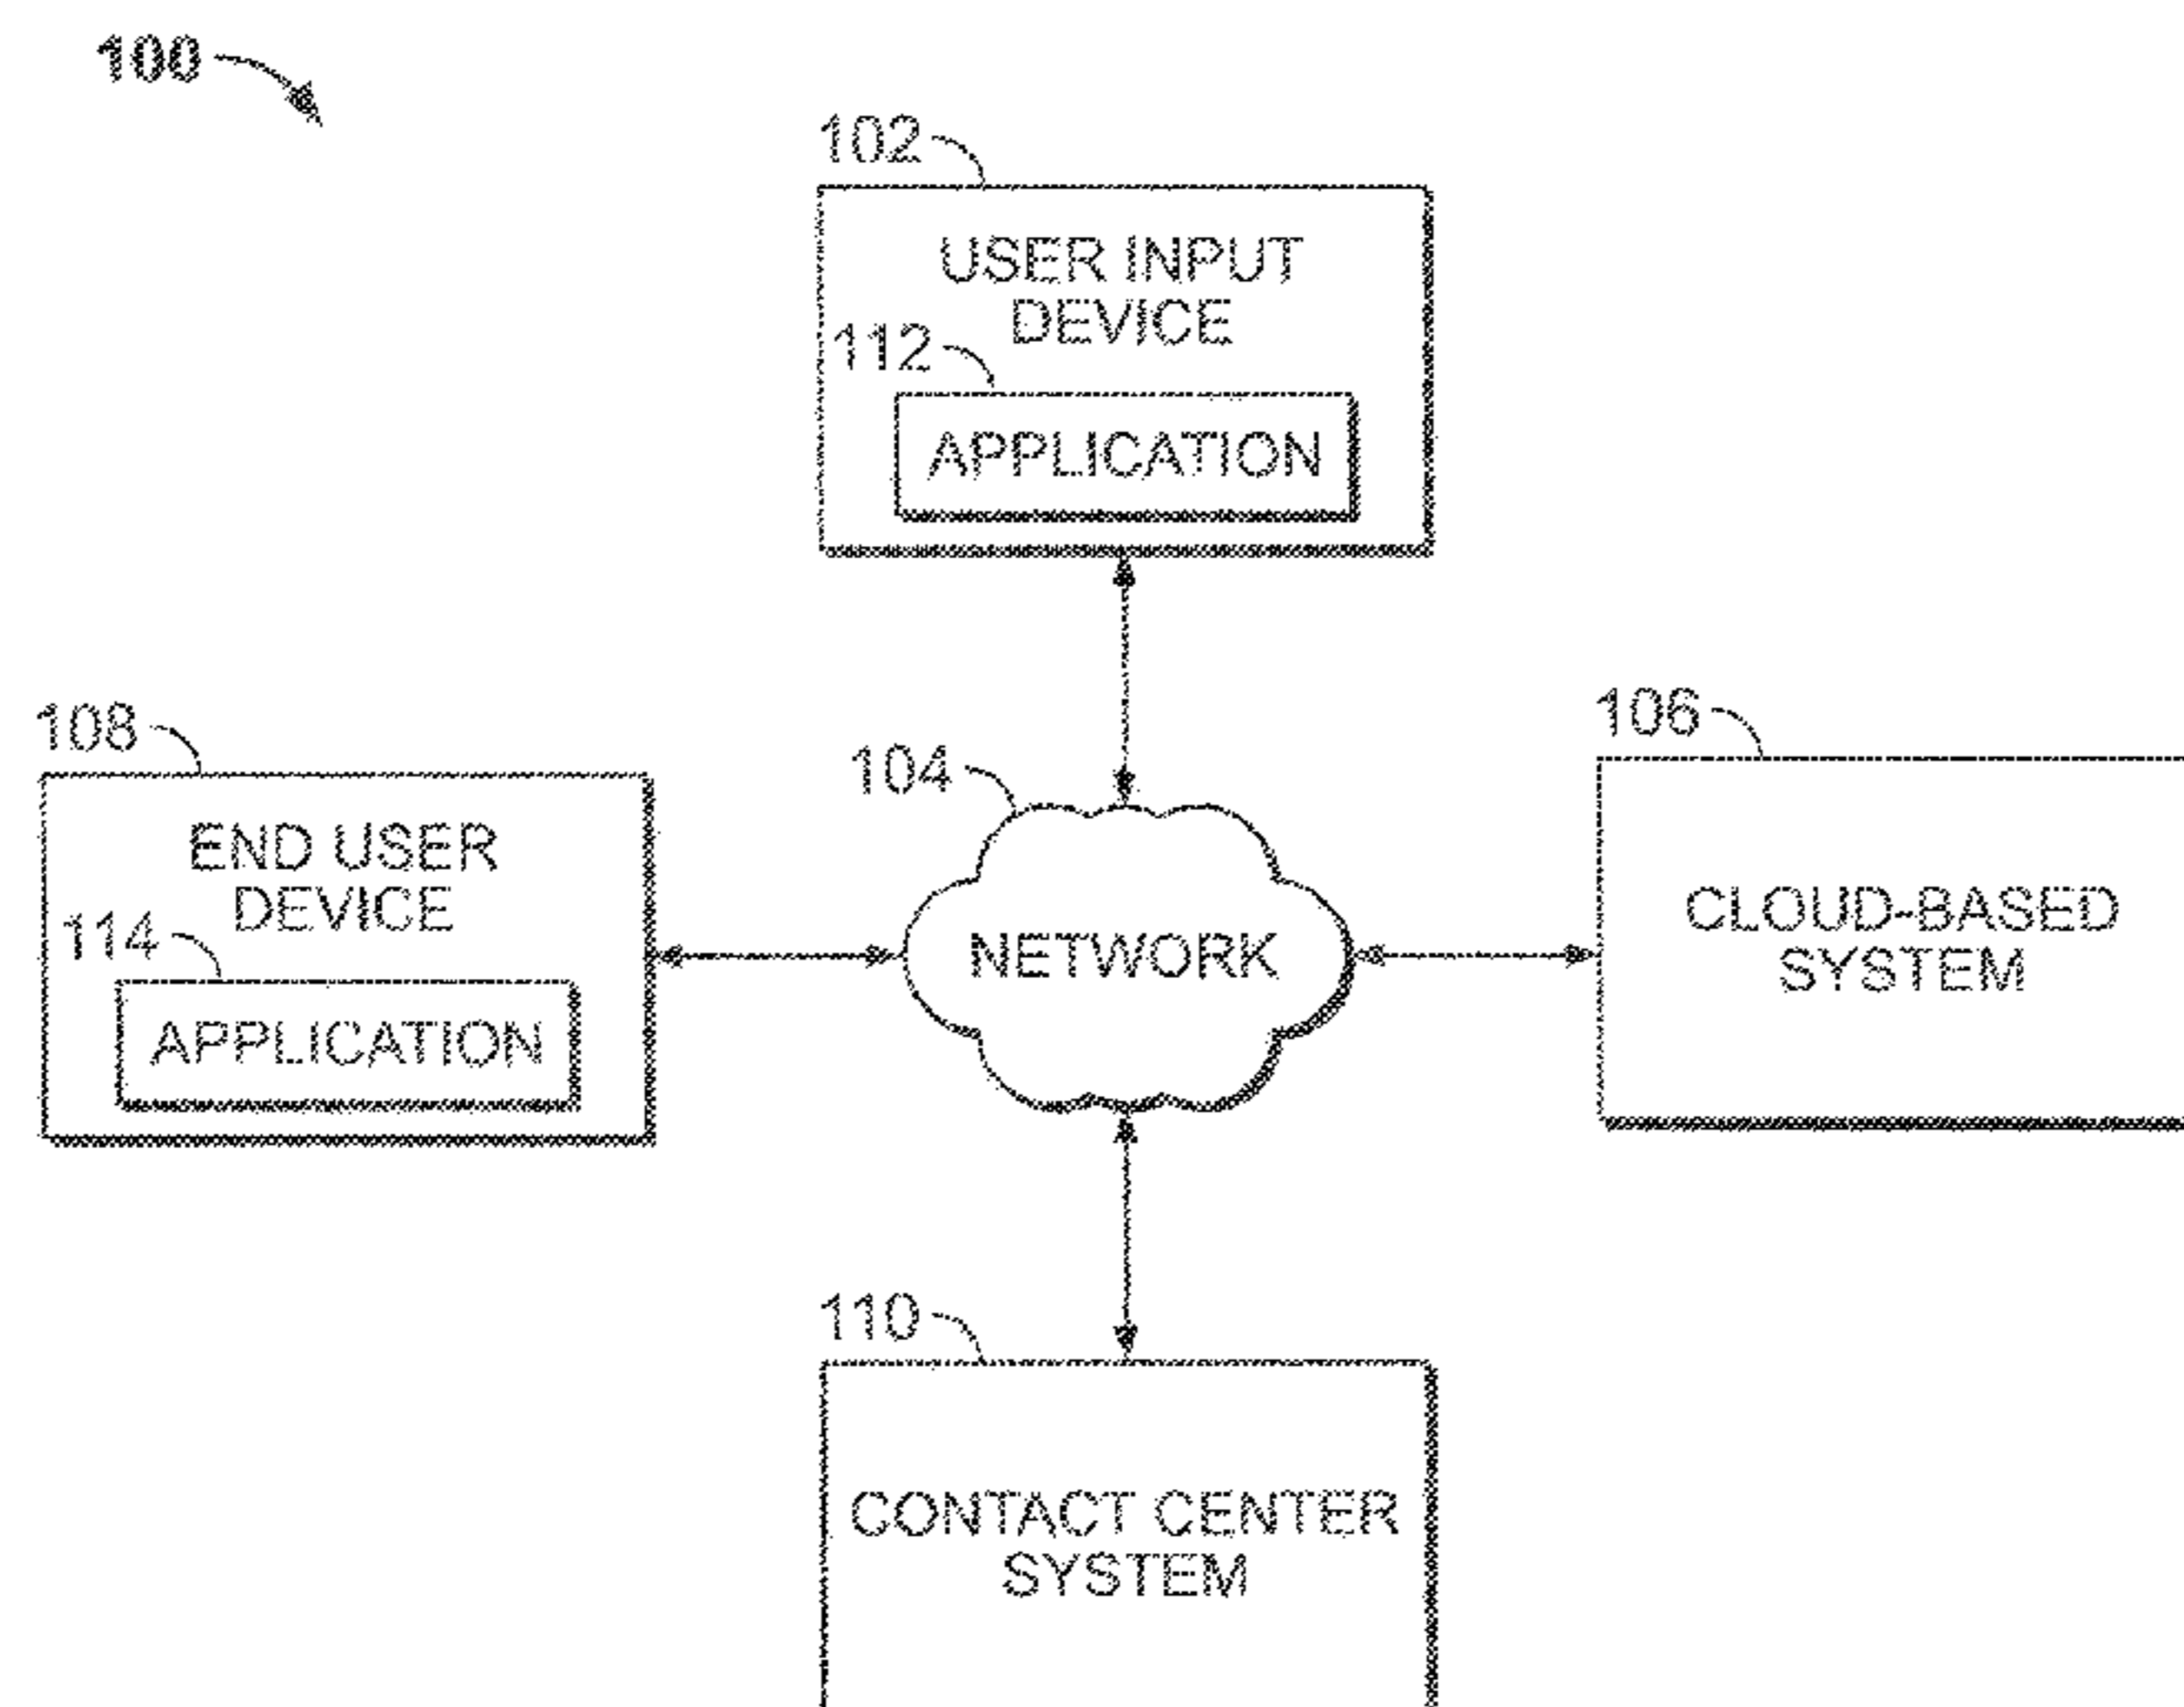 100
102
USER INPUT
DEVICE
112
APPLICATION
108
END USER
DEVICE
114
APPLICATION
104
NETWORK
106
CLOUD-BASED
SYSTEM
110
CONTACT CENTER
SYSTEM